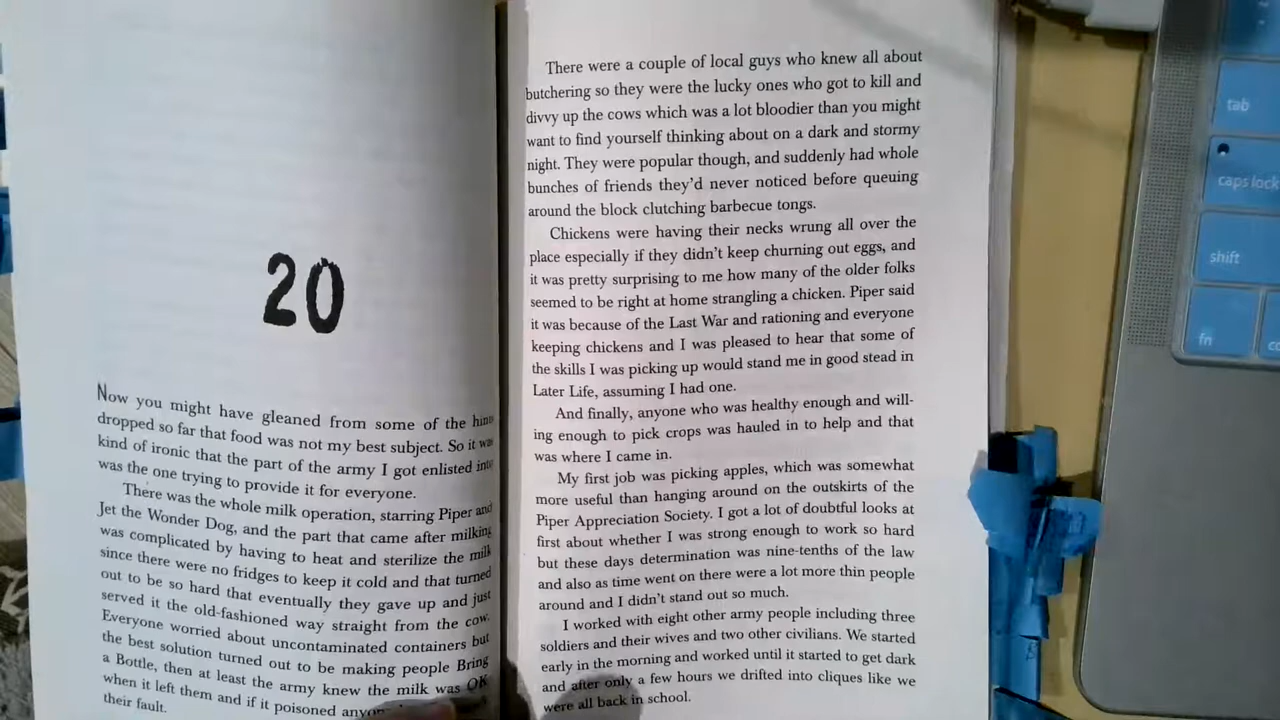 20
Now you might have gleaned from some of the hints
dropped so far that food was not my best subject. So it was
kind of ironic that the part of the army I got enlisted into
was the one trying to provide it for everyone.
There was the whole milk operation, starring Piper and
Jet the Wonder Dog, and the part that came after milking
was complicated by having to heat and sterilize the milk
since there were no fridges to keep it cold and that turned
out to be so hard that eventually they gave up and just
served it the old-fashioned way straight from the cow.
Everyone worried about uncontaminated containers but
the best solution turned out to be making people Bring
a Bottle, then at least the army knew the milk was OK
when it left them and if it poisoned
their fault.
There were a couple of local guys who knew all about
butchering so they were the lucky ones who got to kill and
divvy up the cows which was a lot bloodier than you might
want to find yourself thinking about on a dark and stormy
night. They were popular though, and suddenly had whole
bunches of friends they'd never noticed before queuing
around the block clutching barbecue tongs.
Chickens were having their necks wrung all over the
place especially if they didn't keep churning out eggs, and
it was pretty surprising to me how many of the older folks
seemed to be right at home strangling a chicken. Piper said
it was because of the Last War and rationing and everyone
keeping chickens and I was pleased to hear that some of
the skills I was picking up would stand me in good stead in
Later Life, assuming I had one.
And finally, anyone who was healthy enough and will-
ing enough to pick crops was hauled in to help and that
was where I came in.
My first job was picking apples, which was somewhat
more useful than hanging around on the outskirts of the
Piper Appreciation Society. I got a lot of doubtful looks at
first about whether I was strong enough to work so hard
but these days determination was nine-tenths of the law
and also as time went on there were a lot more thin people
around and I didn't stand out so much.
I worked with eight other army people including three
soldiers and their wives and two other civilians. We started
early in the morning and worked until it started to get dark
and after only a few hours we drifted into cliques like we
were all back in school.
tab
caps lock
shift
fn